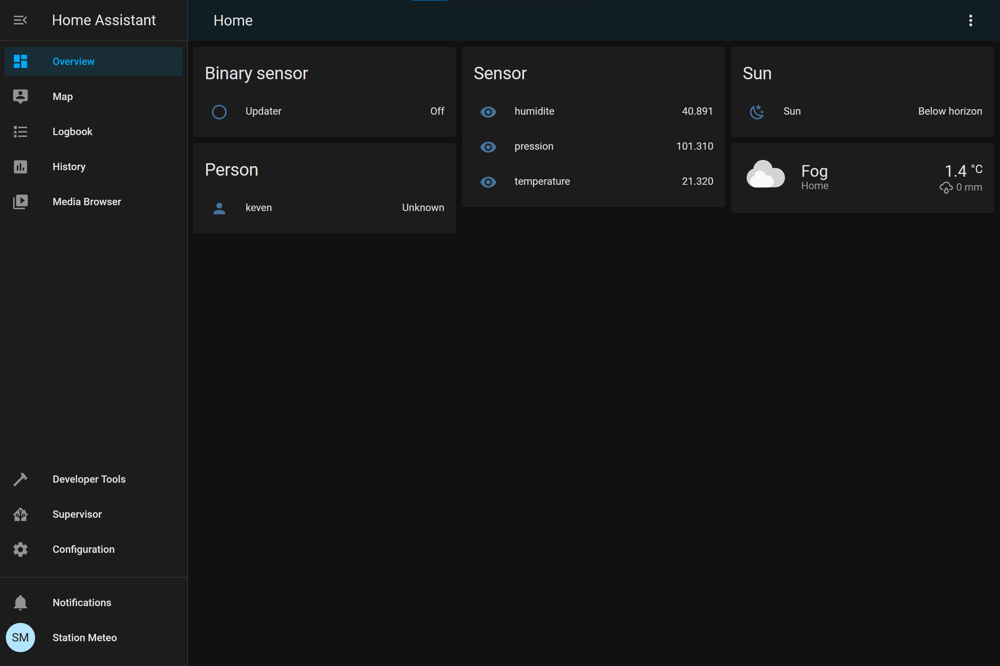 Home Assistant
Overview
Map
Logbook
History
Media Browser
Developer Tools
Supervisor
Configuration
Notifications
SM Station Meteo
Home
Binary sensor
Updater Off
Person
keven Unknown
Sensor
humidite 40.891
pression 101.310
temperature 21.320
Sun
Sun Below horizon
Fog 1.4 °C
Home 0 mm